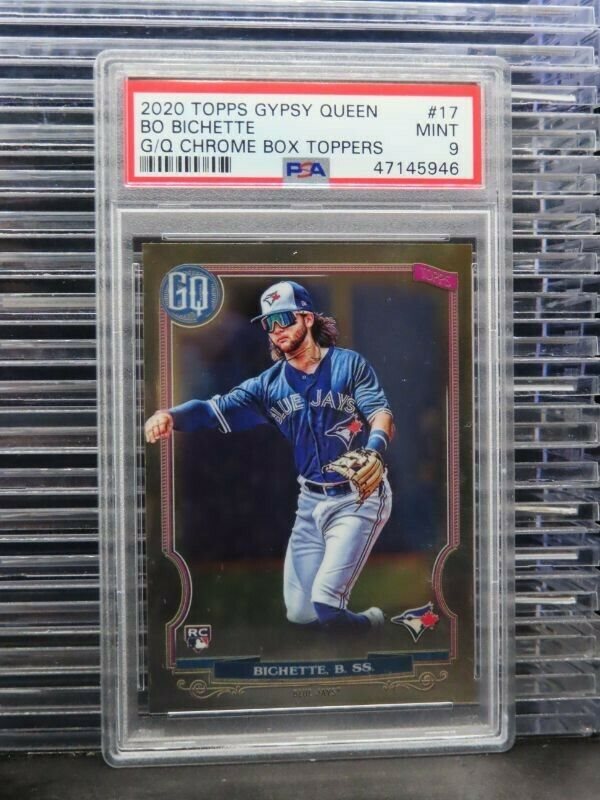 2020 TOPPS GYPSY QUEEN #17
BO BICHETTE MINT
G/Q CHROME BOX TOPPERS 9
PSA 47145946
GQ
TOPPS
BLUE JAYS
RC
BICHETTE, B. SS.
BLUE JAYS